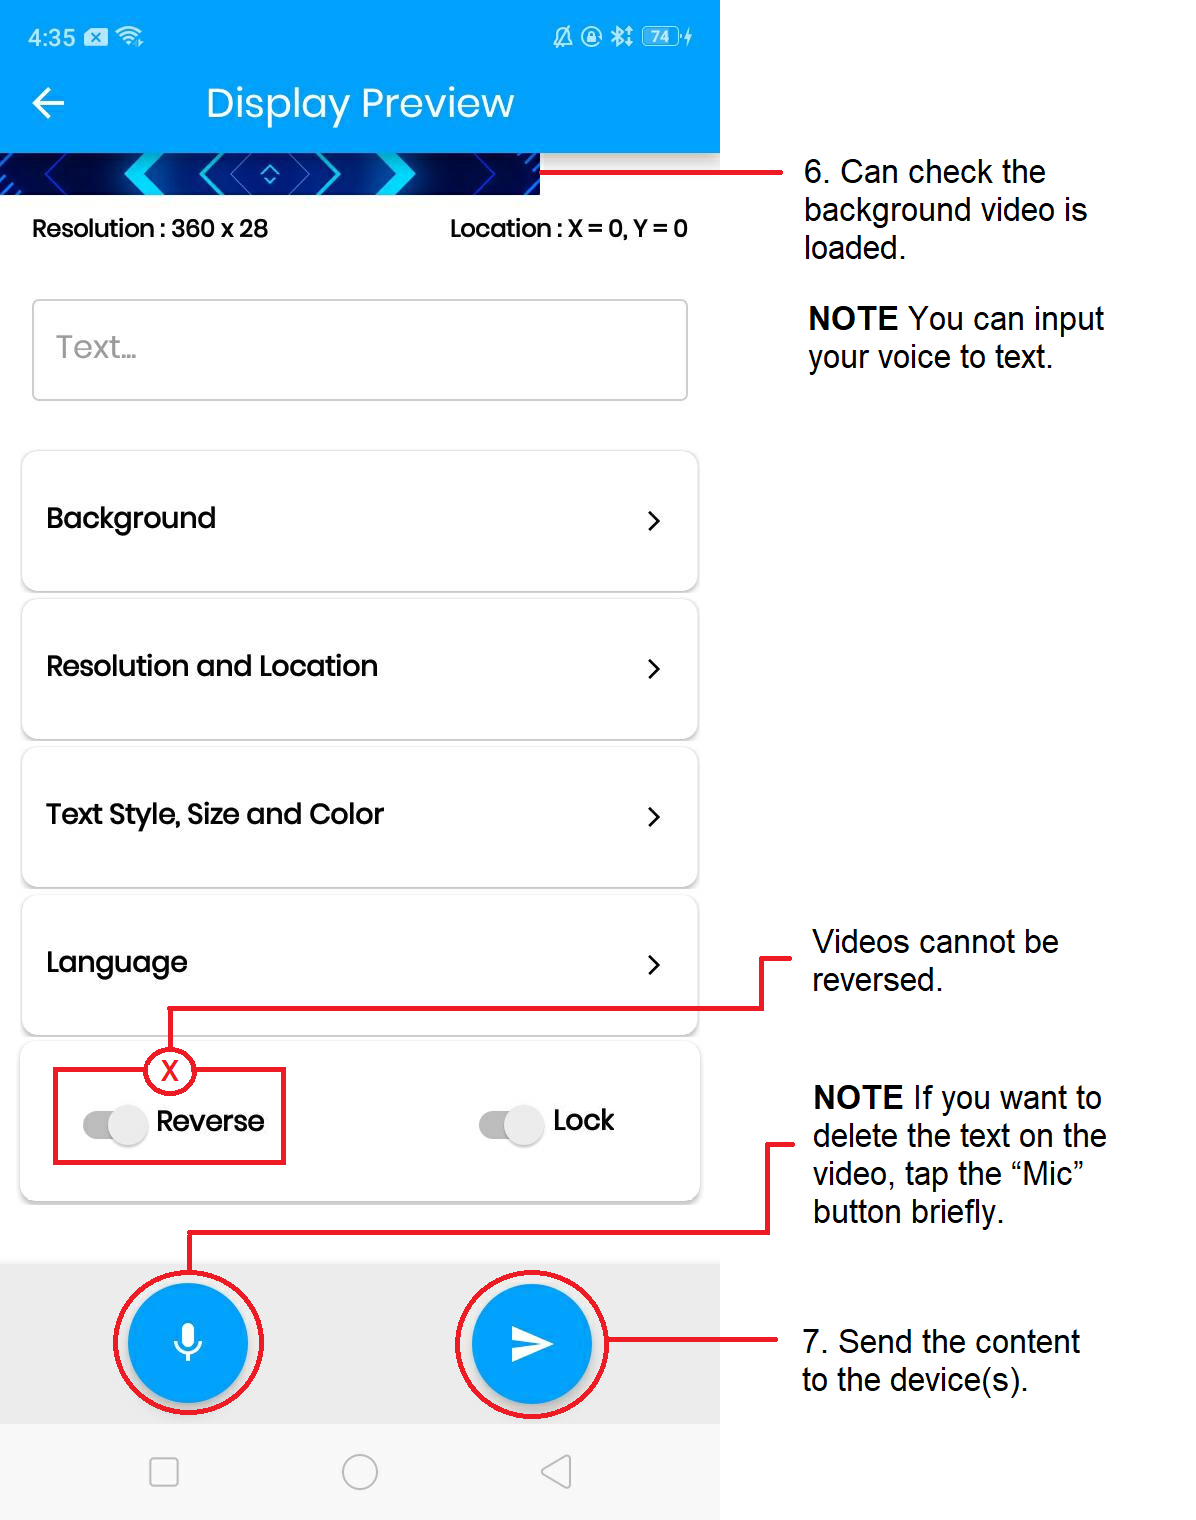 4:35
74
Display Preview
Resolution : 360 x 28
Location : X = 0, Y = 0
6. Can check the
background video is
loaded.
NOTE You can input
your voice to text.
Text...
Background
Resolution and Location
Text Style, Size and Color
Language
Videos cannot be
reversed.
X
Reverse
Lock
NOTE If you want to
delete the text on the
video, tap the “Mic”
button briefly.
7. Send the content
to the device(s).